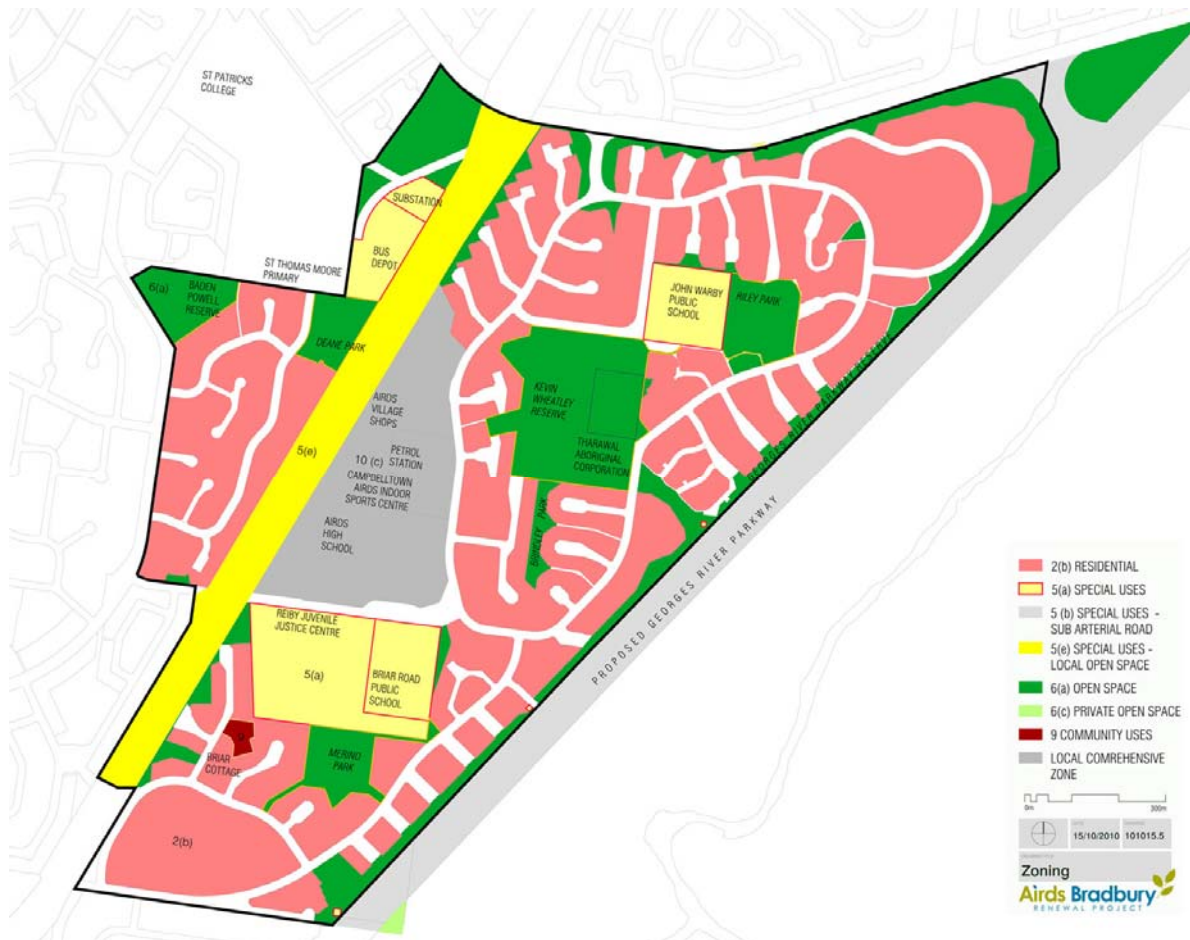 ST PATRICKS
COLLEGE
SUBSTATION
BUS
DEPOT
ST THOMAS MOORE
PRIMARY
6(a)
BADEN
POWELL
RESERVE
DEANE PARK
JOHN WARBY
PUBLIC
SCHOOL
RILEY PARK
AIRDS
VILLAGE
SHOPS
KEVIN
WHEATLEY
RESERVE
GEORGES RIVER PARKWAY RESERVE
5(e)
PETROL
STATION
10 (c)
CAMPBELLTOWN
AIRDS INDOOR
SPORTS CENTRE
THARAWAL
ABORIGINAL
CORPORATION
AIRDS
HIGH
SCHOOL
PARK
PROPOSED GEORGES RIVER PARKWAY
REIBY JUVENILE
JUSTICE CENTRE
5(a)
BRIAR ROAD
PUBLIC
SCHOOL
9
BRIAR
COTTAGE
MERINO
PARK
2(b)
2(b) RESIDENTIAL
5(a) SPECIAL USES
5 (b) SPECIAL USES -
SUB ARTERIAL ROAD
5(e) SPECIAL USES -
LOCAL OPEN SPACE
6(a) OPEN SPACE
6(c) PRIVATE OPEN SPACE
9 COMMUNITY USES
LOCAL COMREHENSIVE
ZONE
0m 300m
15/10/2010 101015.5
Zoning
Airds Bradbury
RENEWAL PROJECT